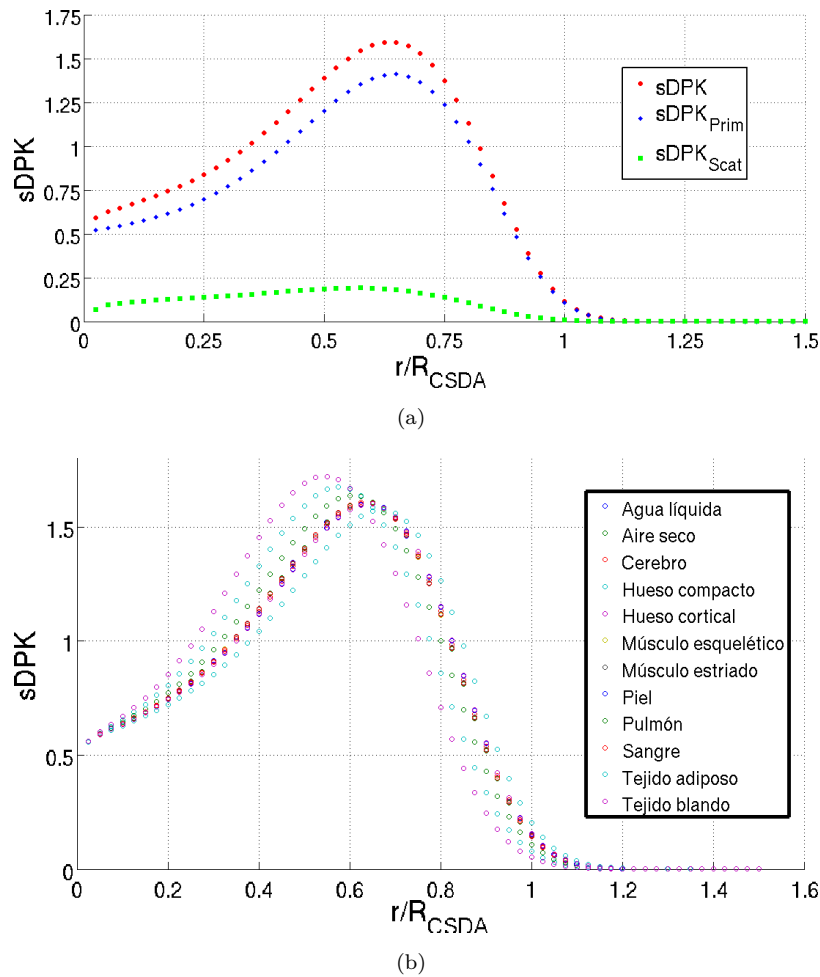 1.75
1.5
1.25
1
0.75
0.5
0.25
0
sDPK
sDPK
sDPK_Prim
sDPK_Scat
0 0.25 0.5 0.75 1 1.25 1.5
r/R_CSDA
(a)
1.5
1
0.5
0
sDPK
Agua líquida
Aire seco
Cerebro
Hueso compacto
Hueso cortical
Músculo esquelético
Músculo estriado
Piel
Pulmón
Sangre
Tejido adiposo
Tejido blando
0 0.2 0.4 0.6 0.8 1 1.2 1.4 1.6
r/R_CSDA
(b)